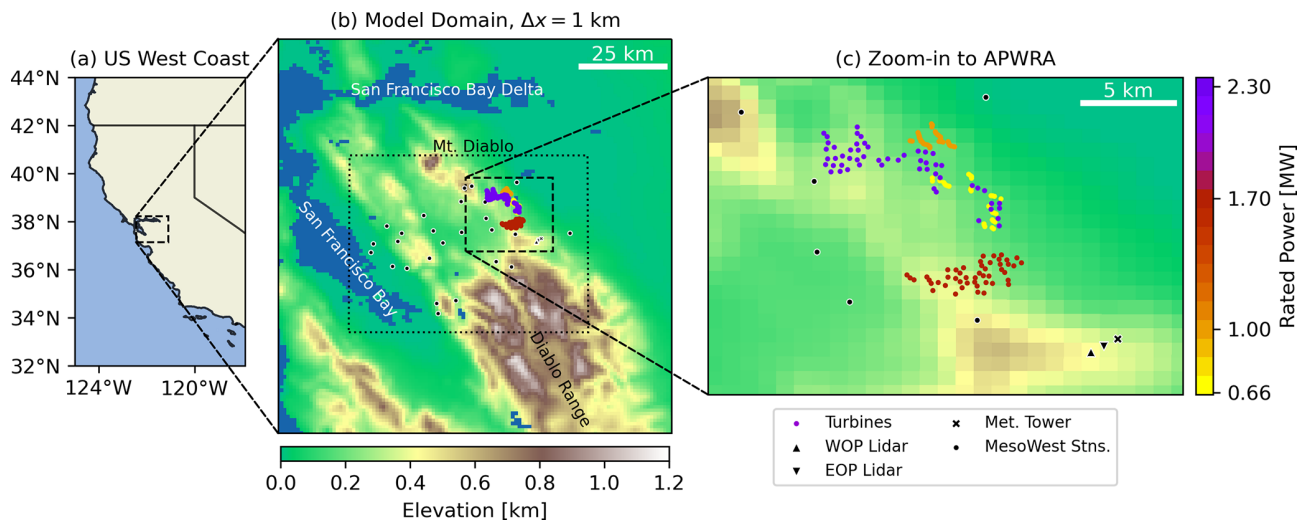 (a) US West Coast
44°N
42°N
40°N
38°N
36°N
34°N
32°N
124°W
120°W
(b) Model Domain, Δx = 1 km
25 km
San Francisco Bay Delta
Mt. Diablo
San Francisco Bay
Diablo Range
0.0
0.2
0.4
0.6
0.8
1.0
1.2
Elevation [km]
(c) Zoom-in to APWRA
5 km
2.30
1.70
1.00
0.66
Rated Power [MW]
Turbines
WOP Lidar
EOP Lidar
Met. Tower
MesoWest Stns.